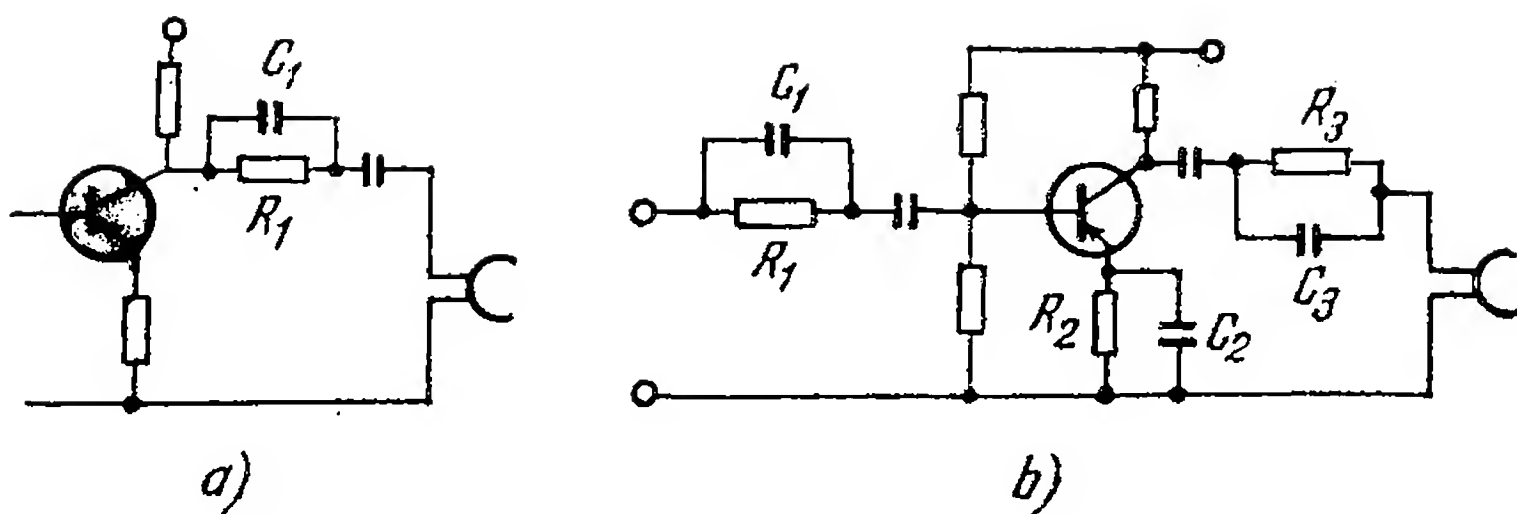 C₁
R₁
a)
C₁
R₁
R₂
C₂
R₃
C₃
b)